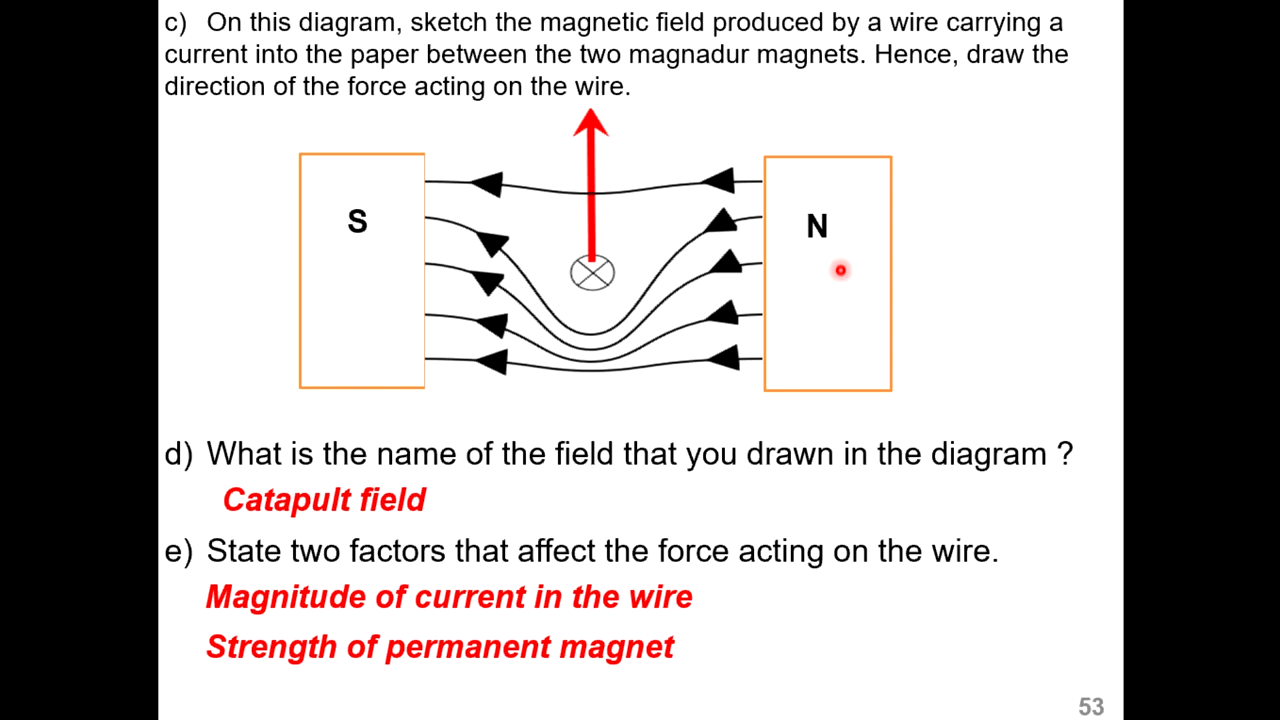 c) On this diagram, sketch the magnetic field produced by a wire carrying a
current into the paper between the two magnadur magnets. Hence, draw the
direction of the force acting on the wire.
S
N
d) What is the name of the field that you drawn in the diagram ?
Catapult field
e) State two factors that affect the force acting on the wire.
Magnitude of current in the wire
Strength of permanent magnet
53